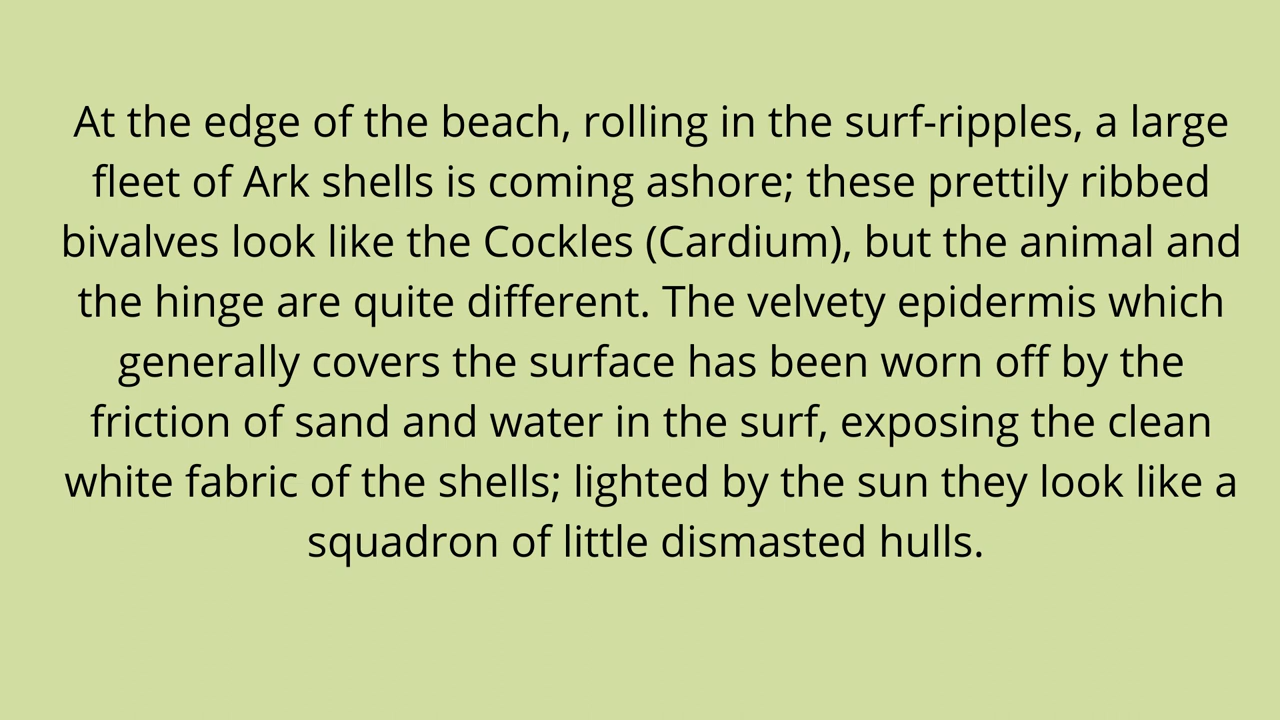 At the edge of the beach, rolling in the surf-ripples, a large
fleet of Ark shells is coming ashore; these prettily ribbed
bivalves look like the Cockles (Cardium), but the animal and
the hinge are quite different. The velvety epidermis which
generally covers the surface has been worn off by the
friction of sand and water in the surf, exposing the clean
white fabric of the shells; lighted by the sun they look like a
squadron of little dismasted hulls.